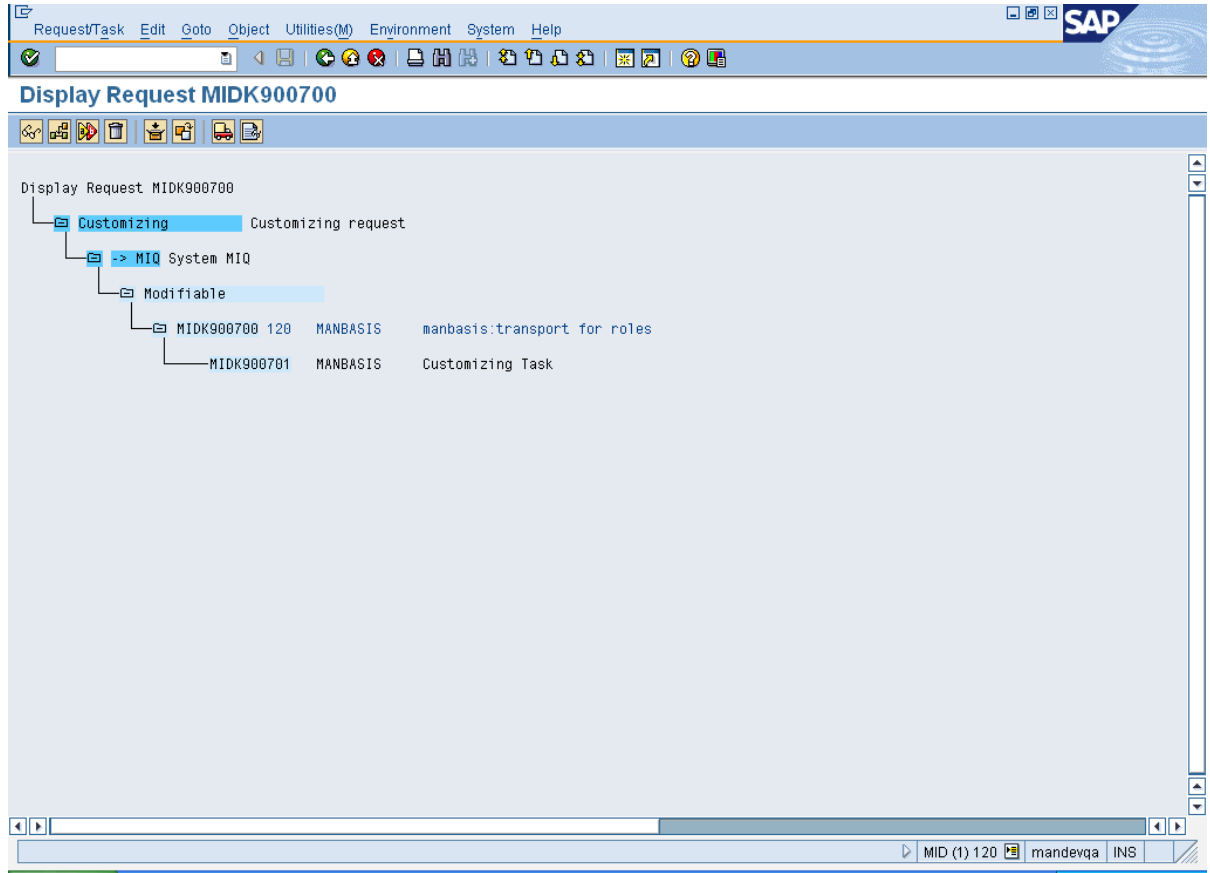 Request/Task Edit Goto Object Utilities(M) Environment System Help
SAP
Display Request MIDK900700
Display Request MIDK900700
Customizing Customizing request
-> MIQ System MIQ
Modifiable
MIDK900700 120 MANBASIS manbasis:transport for roles
MIDK900701 MANBASIS Customizing Task
MID (1) 120 mandevqa INS